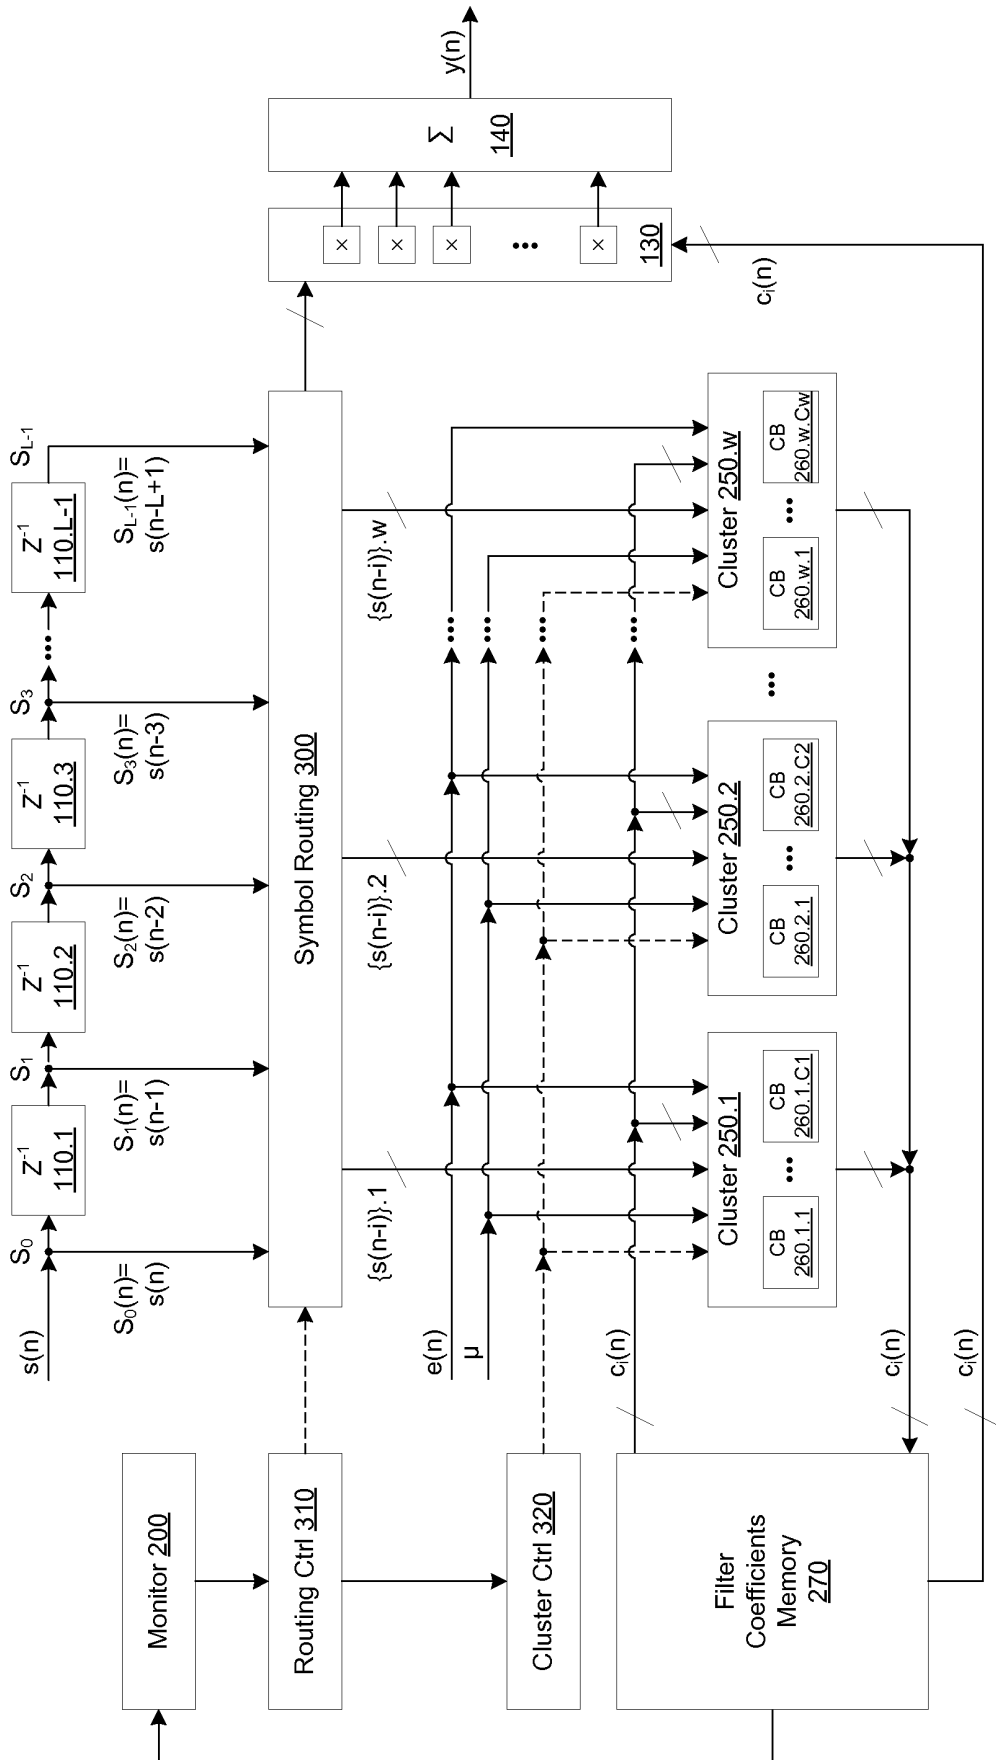 s(n)
S0
Z-1
110.1
S1
Z-1
110.2
S2
Z-1
110.3
S3
••••
Z-1
110.L-1
SL-1
S0(n)=
s(n)
S1(n)=
s(n-1)
S2(n)=
s(n-2)
S3(n)=
s(n-3)
SL-1(n)=
s(n-L+1)
Monitor 200
Routing Ctrl 310
Symbol Routing 300
×
×
×
•••
×
130
Σ
140
y(n)
{s(n-i)}.1
{s(n-i)}.2
{s(n-i)}.w
e(n)
μ
••••
••••
••••
••••
Cluster Ctrl 320
ci(n)
ci(n)
Filter
Coefficients
Memory
270
Cluster 250.1
CB
260.1.1
•••
CB
260.1.C1
Cluster 250.2
CB
260.2.1
•••
CB
260.2.C2
•••
Cluster 250.w
CB
260.w.1
•••
CB
260.w.Cw
ci(n)
ci(n)